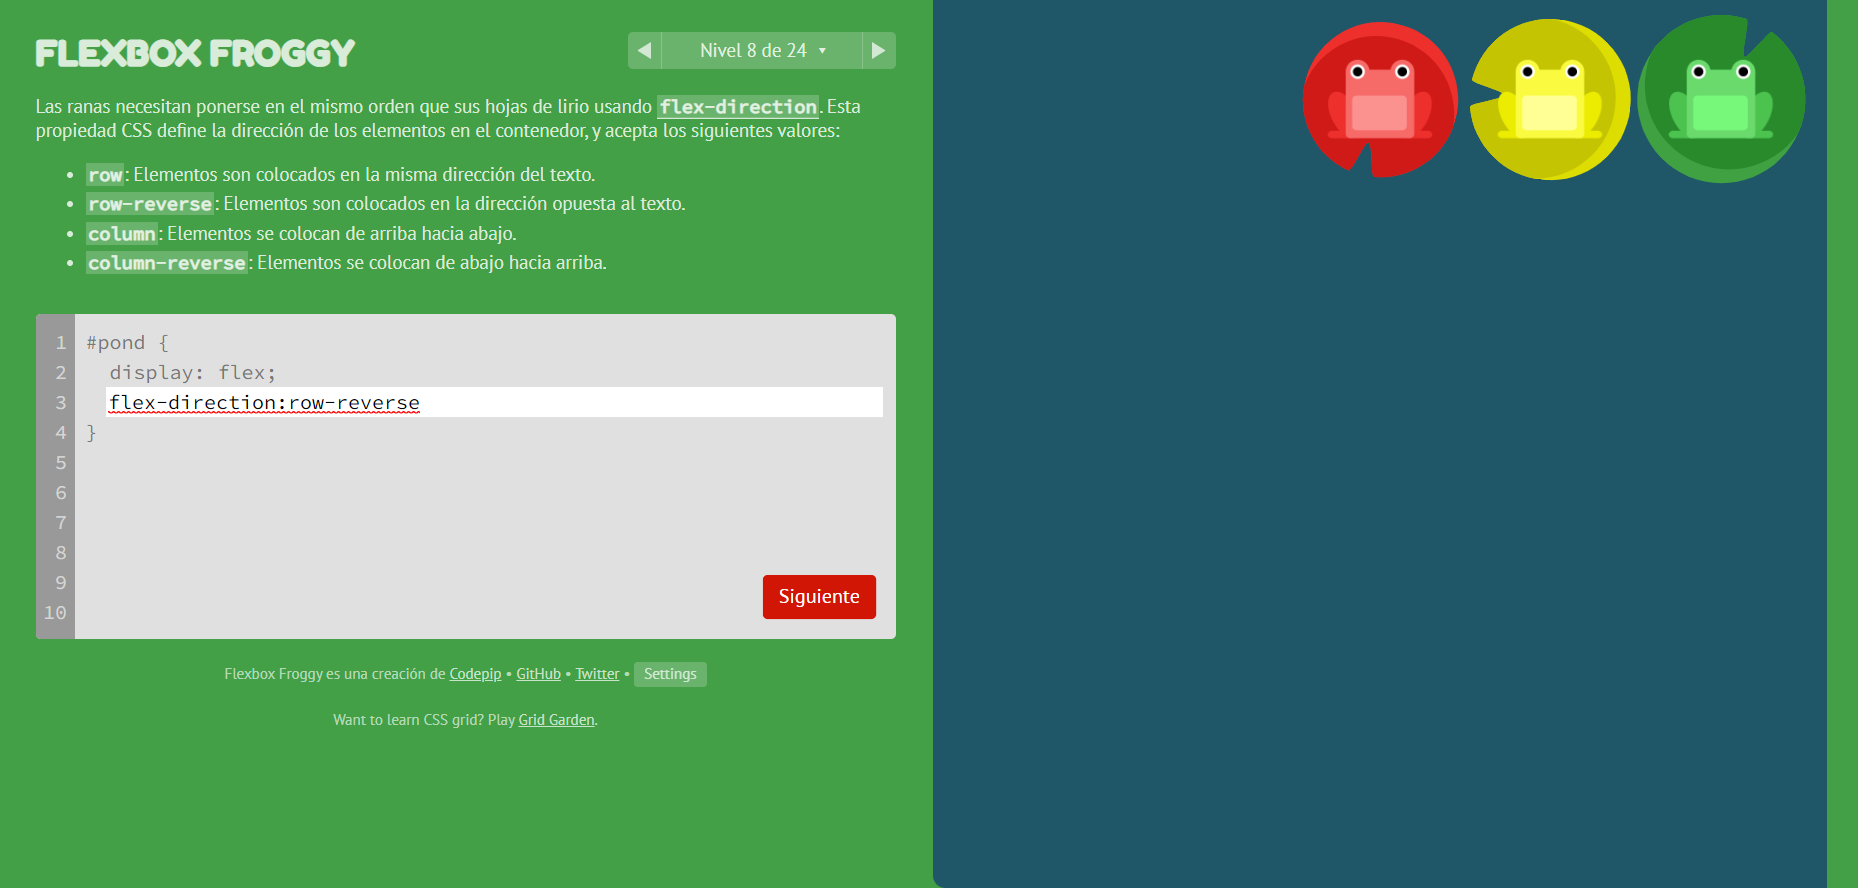 FLEXBOX FROGGY
Nivel 8 de 24
Las ranas necesitan ponerse en el mismo orden que sus hojas de lirio usando flex-direction. Esta
propiedad CSS define la dirección de los elementos en el contenedor, y acepta los siguientes valores:
• row: Elementos son colocados en la misma dirección del texto.
• row-reverse: Elementos son colocados en la dirección opuesta al texto.
• column: Elementos se colocan de arriba hacia abajo.
• column-reverse: Elementos se colocan de abajo hacia arriba.
1 #pond {
2 display: flex;
3 flex-direction:row-reverse
4 }
5
6
7
8
9
10
Siguiente
Flexbox Froggy es una creación de Codepip • GitHub • Twitter • Settings
Want to learn CSS grid? Play Grid Garden.